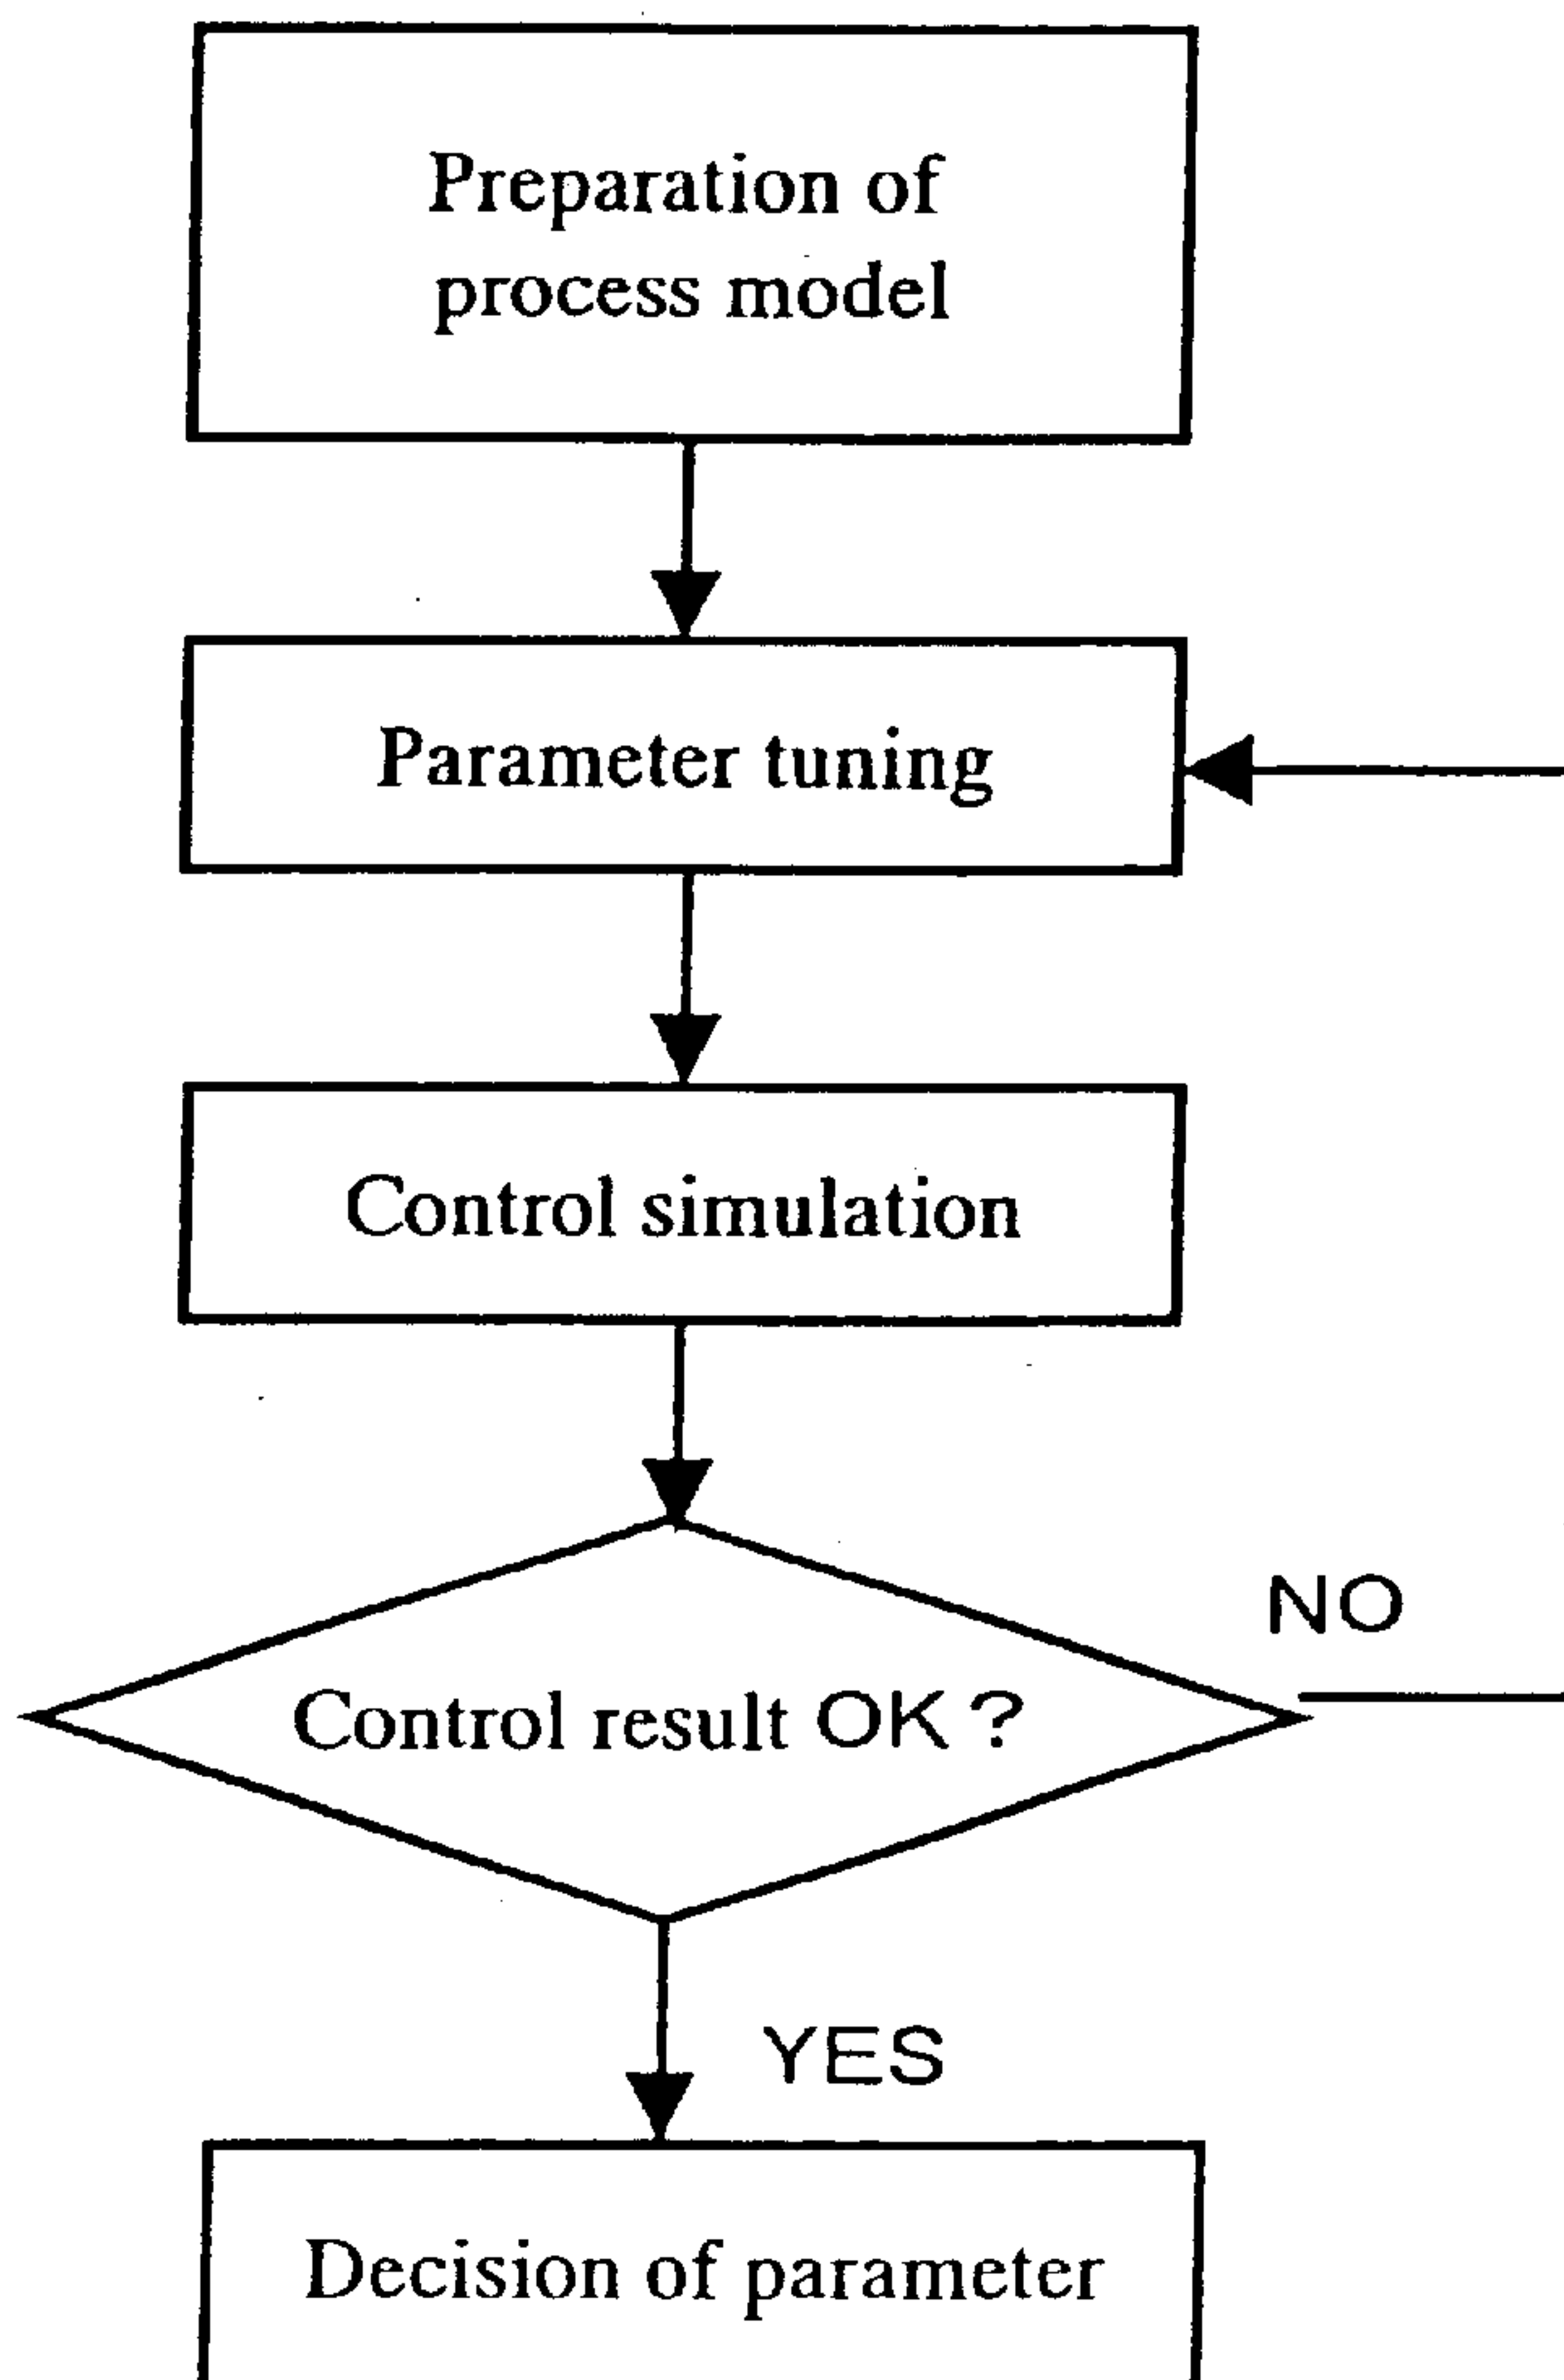 Preparation of
process model
Parameter tuning
Control simulation
Control result OK ?
NO
YES
Decision of parameter